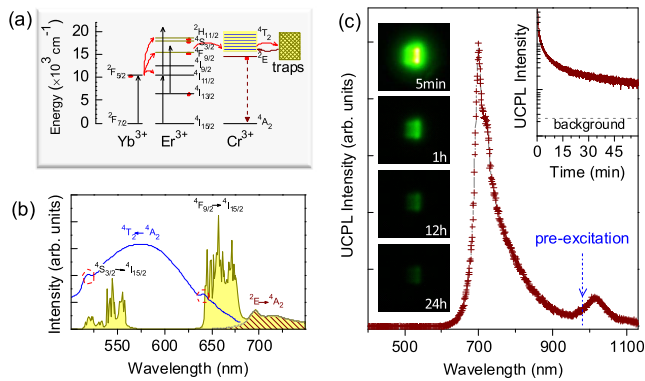 (a)
Energy (×10³ cm⁻¹)
20
15
10
5
0
²F₅/₂
²F₇/₂
Yb³⁺
²H₁₁/₂
⁴S₃/₂
⁴F₉/₂
⁴I₉/₂
⁴I₁₁/₂
⁴I₁₃/₂
⁴I₁₅/₂
Er³⁺
⁴T₂
²E
⁴A₂
Cr³⁺
traps
(b)
Intensity (arb. units)
⁴F₉/₂→⁴I₁₅/₂
⁴T₂←⁴A₂
⁴S₃/₂→⁴I₁₅/₂
²E→⁴A₂
550 600 650 700
Wavelength (nm)
(c)
UCPL Intensity (arb. units)
5min
1h
12h
24h
UCPL Intensity
background
0 15 30 45
Time (min)
pre-excitation
500 700 900 1100
Wavelength (nm)